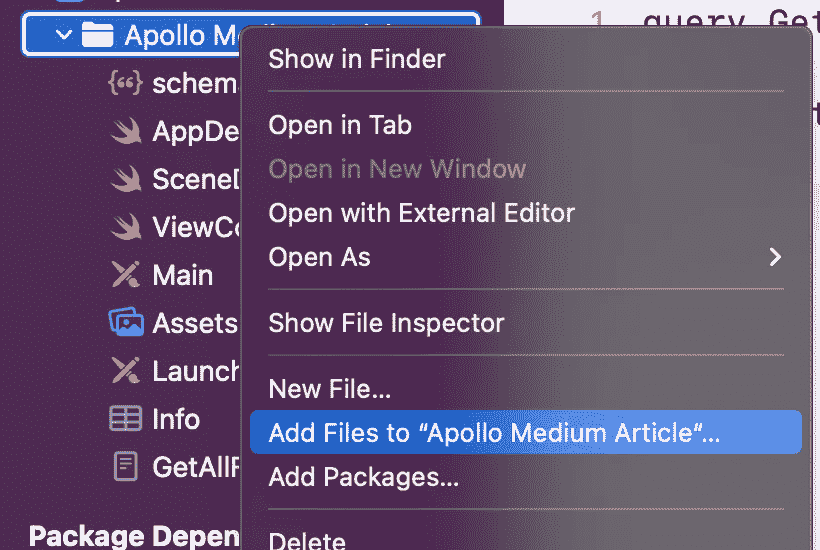 Apollo M
1 query Get
schema
AppDe
SceneD
ViewCo
Main
Assets
Launch
Info
GetAllF
Package Depen
Show in Finder
Open in Tab
Open in New Window
Open with External Editor
Open As
Show File Inspector
New File...
Add Files to “Apollo Medium Article“...
Add Packages...
Delete